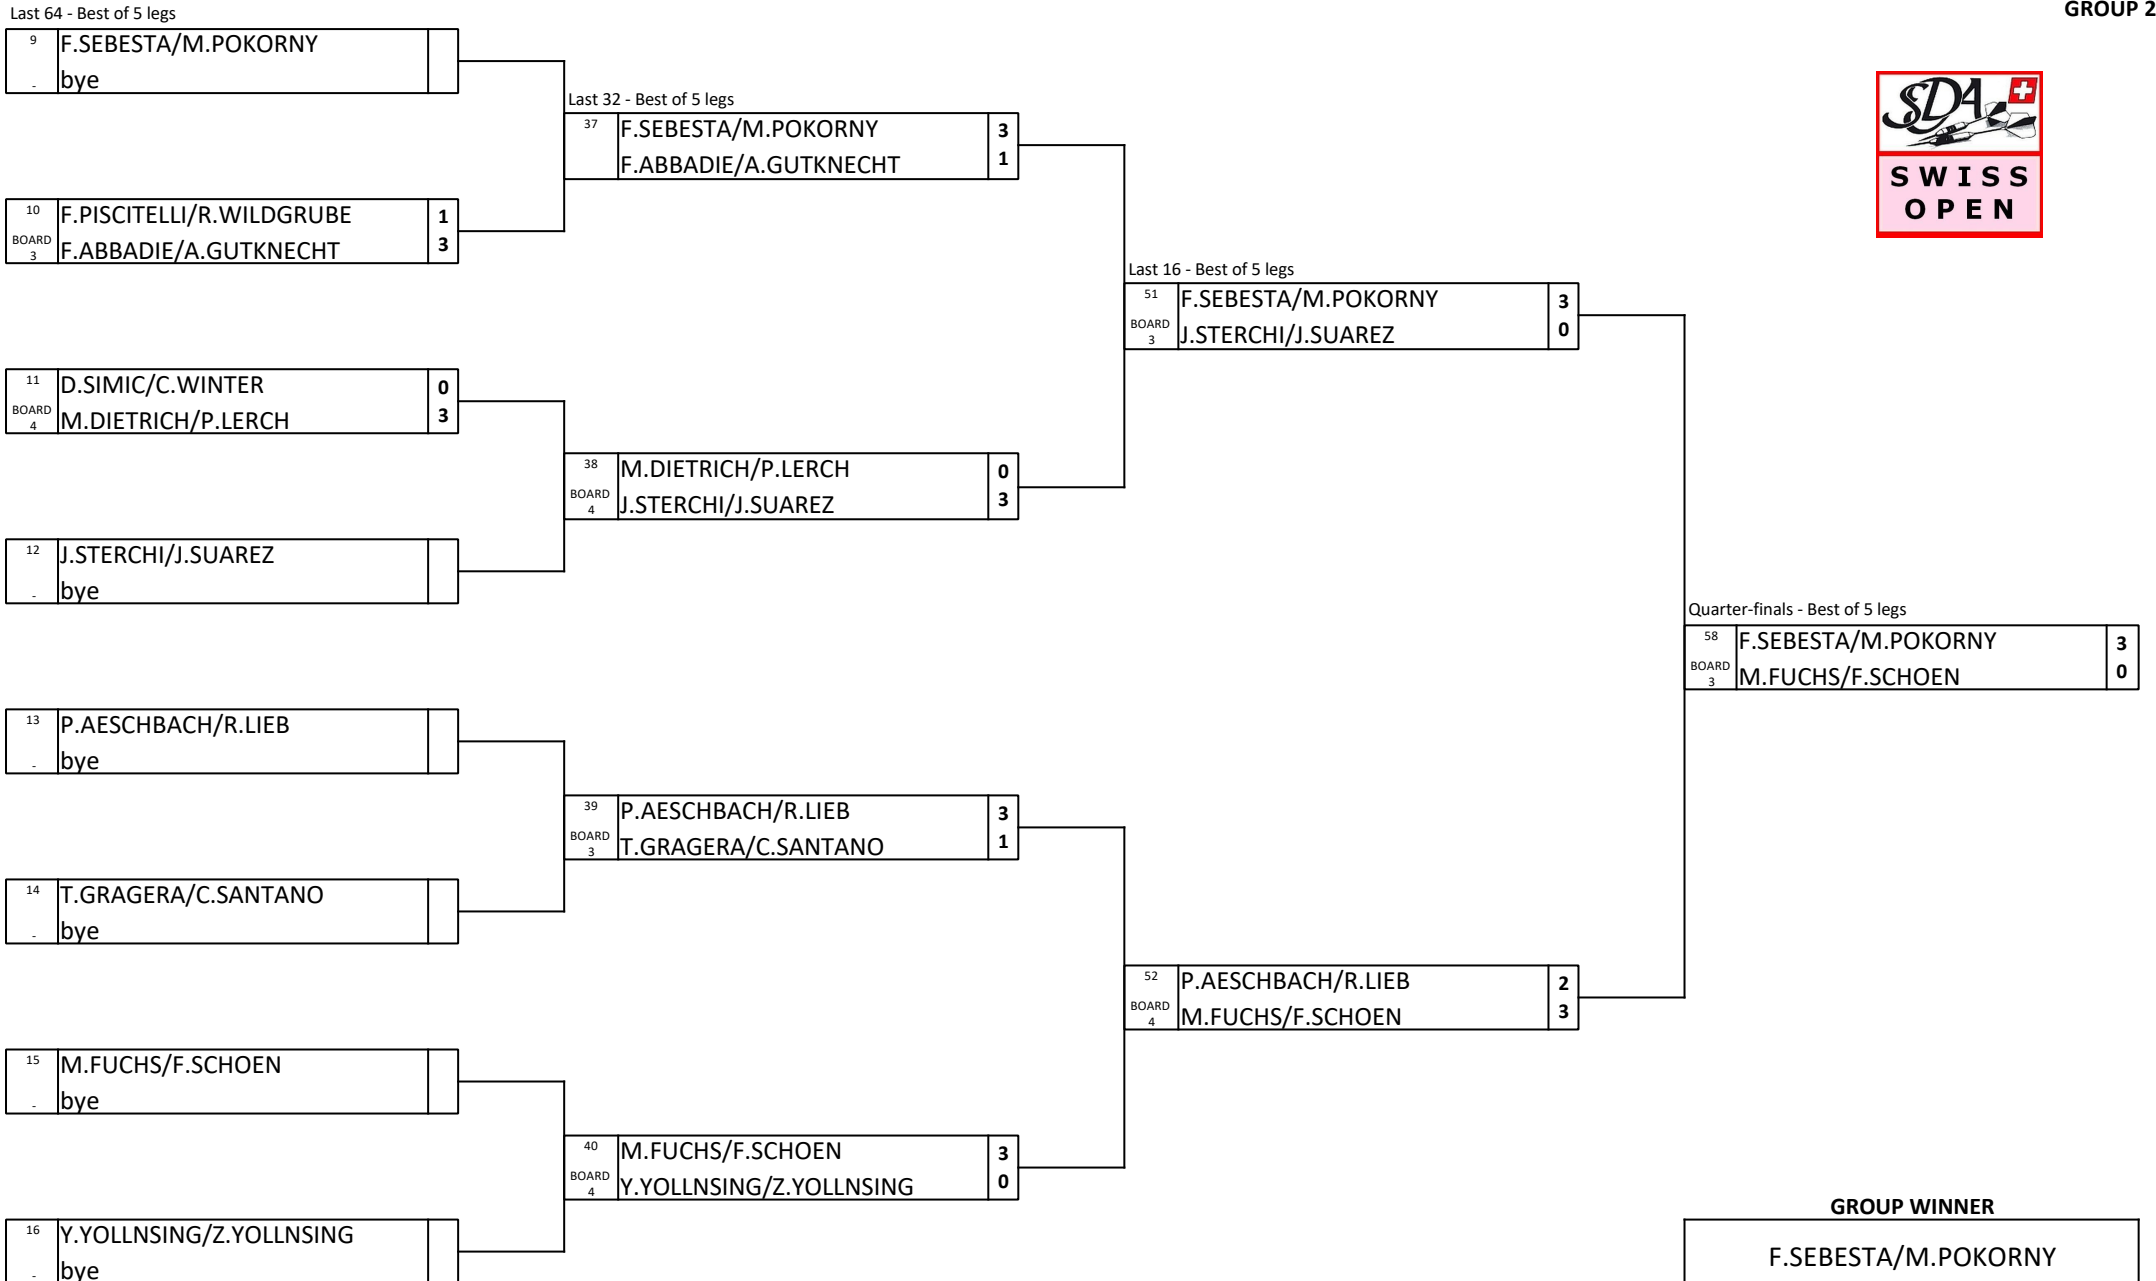 Last 64 - Best of 5 legs
GROUP 2
9
F.SEBESTA/M.POKORNY
-
bye
10
F.PISCITELLI/R.WILDGRUBE
1
BOARD
3
F.ABBADIE/A.GUTKNECHT
3
11
D.SIMIC/C.WINTER
0
BOARD
4
M.DIETRICH/P.LERCH
3
12
J.STERCHI/J.SUAREZ
-
bye
13
P.AESCHBACH/R.LIEB
-
bye
14
T.GRAGERA/C.SANTANO
-
bye
15
M.FUCHS/F.SCHOEN
-
bye
16
Y.YOLLNSING/Z.YOLLNSING
-
bye
Last 32 - Best of 5 legs
37
F.SEBESTA/M.POKORNY
3
F.ABBADIE/A.GUTKNECHT
1
38
M.DIETRICH/P.LERCH
0
BOARD
4
J.STERCHI/J.SUAREZ
3
39
P.AESCHBACH/R.LIEB
3
BOARD
3
T.GRAGERA/C.SANTANO
1
40
M.FUCHS/F.SCHOEN
3
BOARD
4
Y.YOLLNSING/Z.YOLLNSING
0
Last 16 - Best of 5 legs
51
F.SEBESTA/M.POKORNY
3
BOARD
3
J.STERCHI/J.SUAREZ
0
52
P.AESCHBACH/R.LIEB
2
BOARD
4
M.FUCHS/F.SCHOEN
3
Quarter-finals - Best of 5 legs
58
F.SEBESTA/M.POKORNY
3
BOARD
3
M.FUCHS/F.SCHOEN
0
SDA
SWISS
OPEN
GROUP WINNER
F.SEBESTA/M.POKORNY